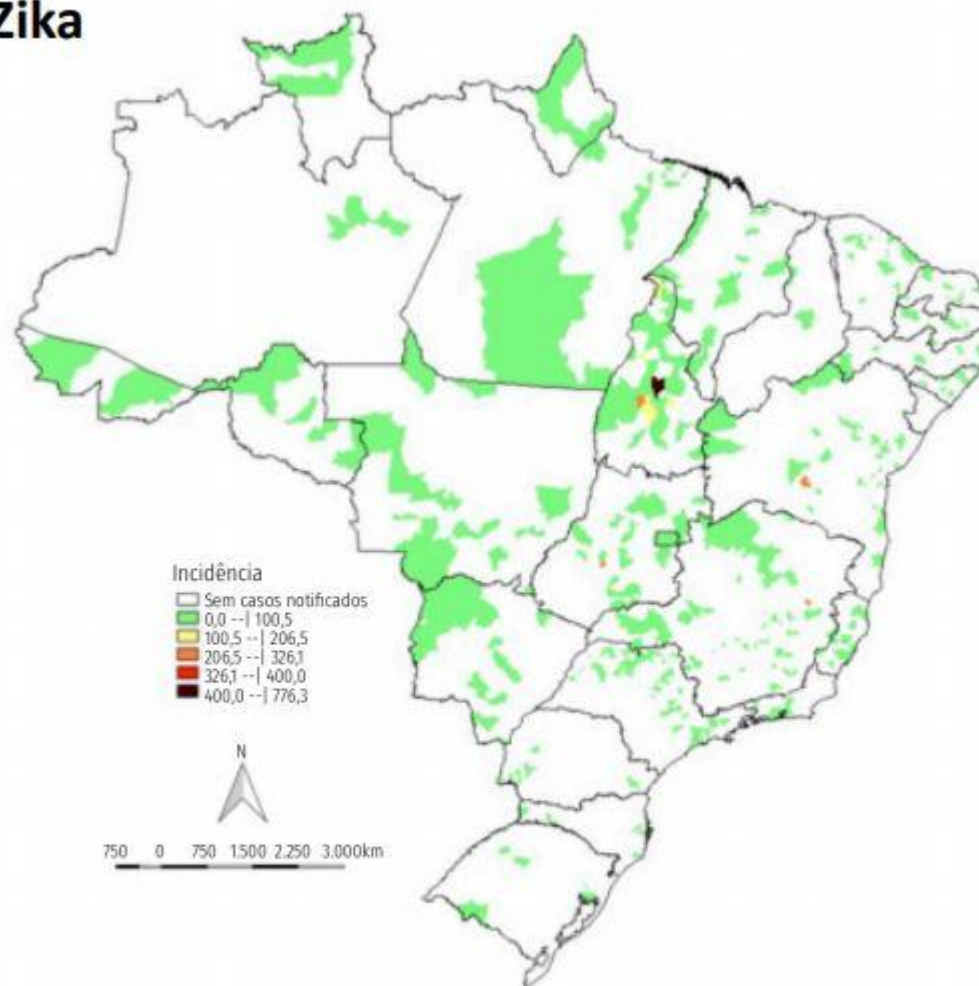 Zika
Incidência
Sem casos notificados
0,0 --| 100,5
100,5 --| 206,5
206,5 --| 326,1
326,1 --| 400,0
400,0 --| 776,3
N
750 0 750 1.500 2.250 3.000km